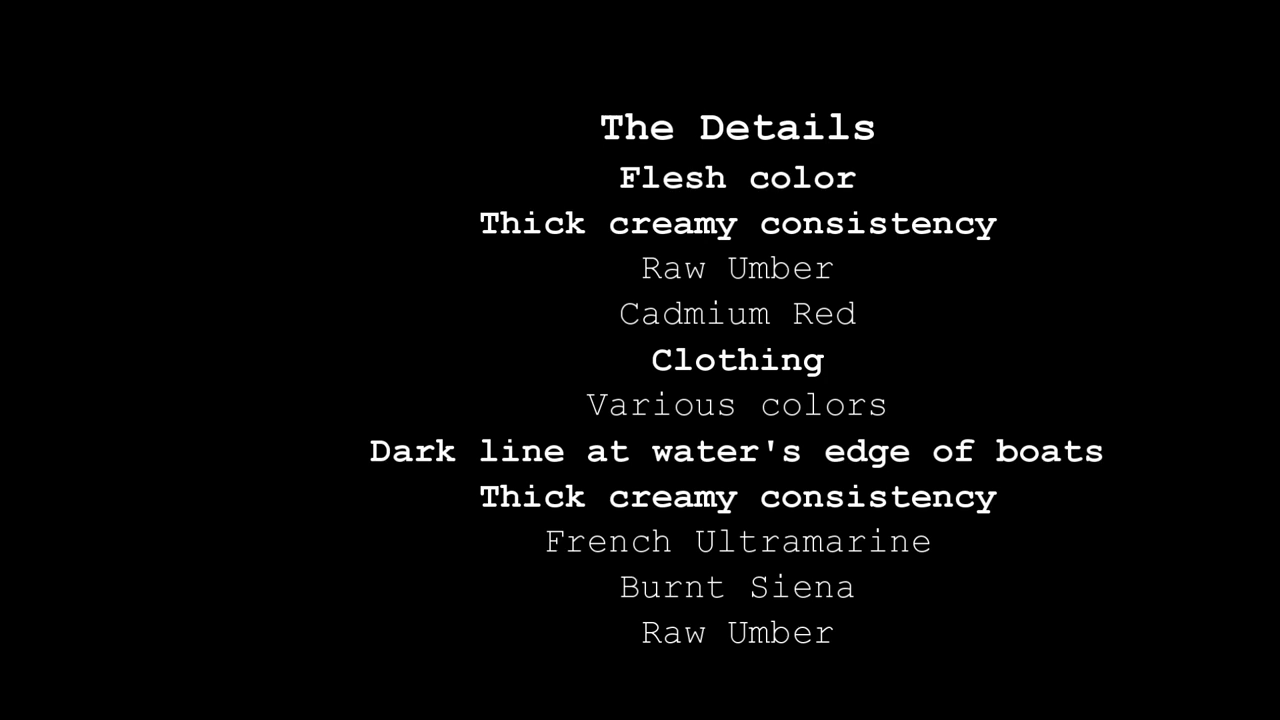 The Details
Flesh color
Thick creamy consistency
Raw Umber
Cadmium Red
Clothing
Various colors
Dark line at water's edge of boats
Thick creamy consistency
French Ultramarine
Burnt Siena
Raw Umber